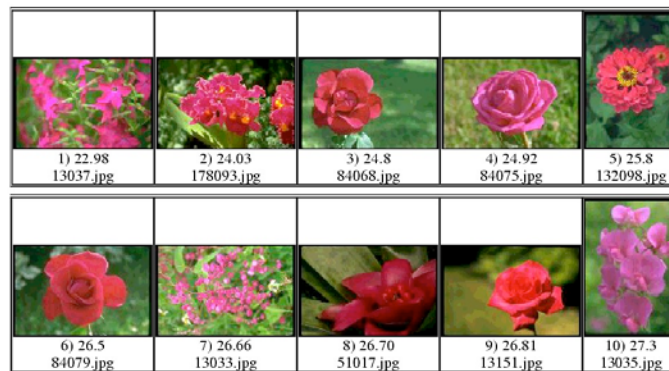 1) 22.98
13037.jpg
2) 24.03
178093.jpg
3) 24.8
84068.jpg
4) 24.92
84075.jpg
5) 25.8
132098.jpg
6) 26.5
84079.jpg
7) 26.66
13033.jpg
8) 26.70
51017.jpg
9) 26.81
13151.jpg
10) 27.3
13035.jpg